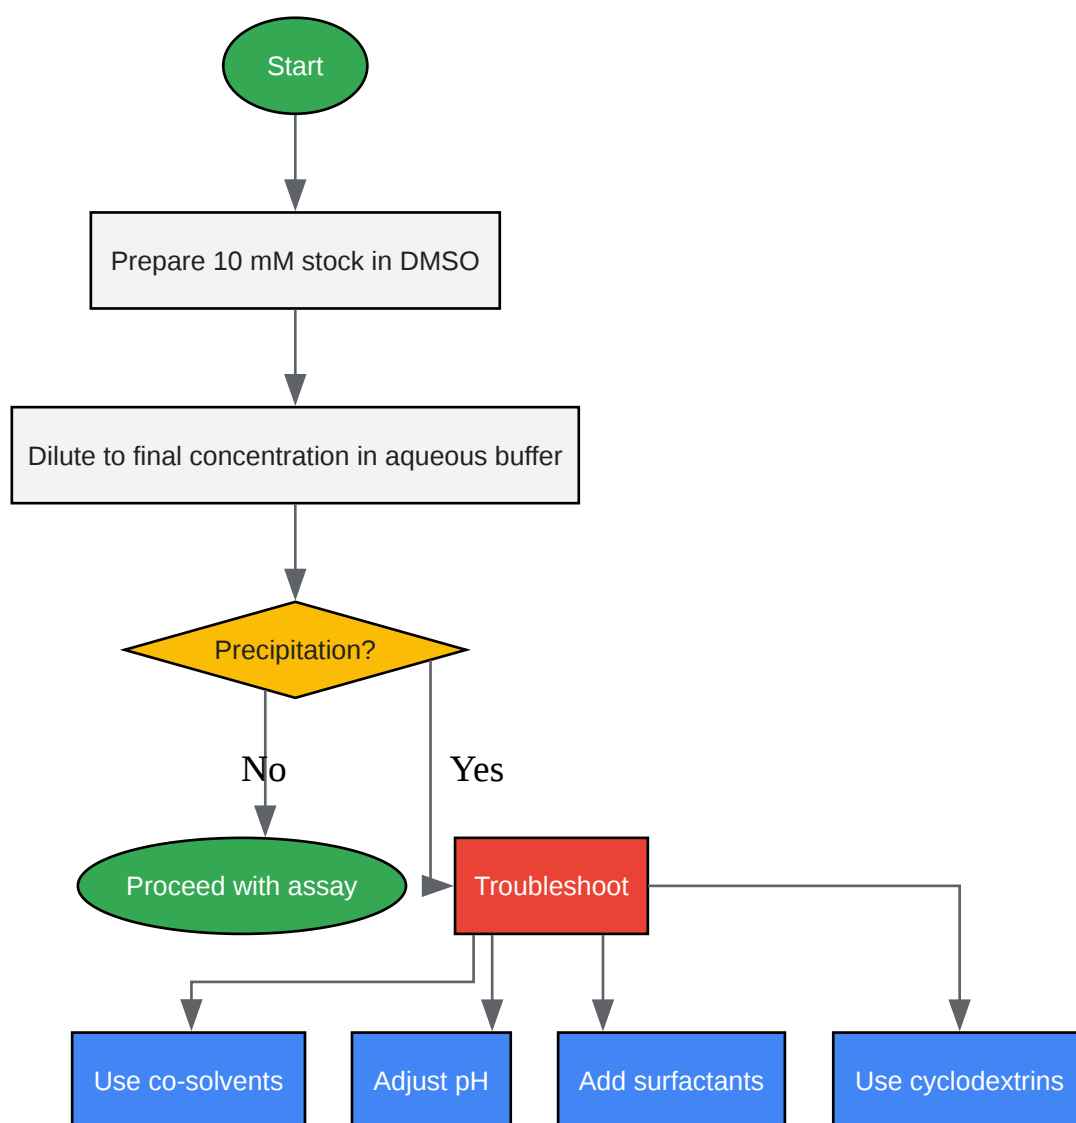 Start
Prepare 10 mM stock in DMSO
Dilute to final concentration in aqueous buffer
Precipitation?
No
Yes
Proceed with assay
Troubleshoot
Use co-solvents
Adjust pH
Add surfactants
Use cyclodextrins